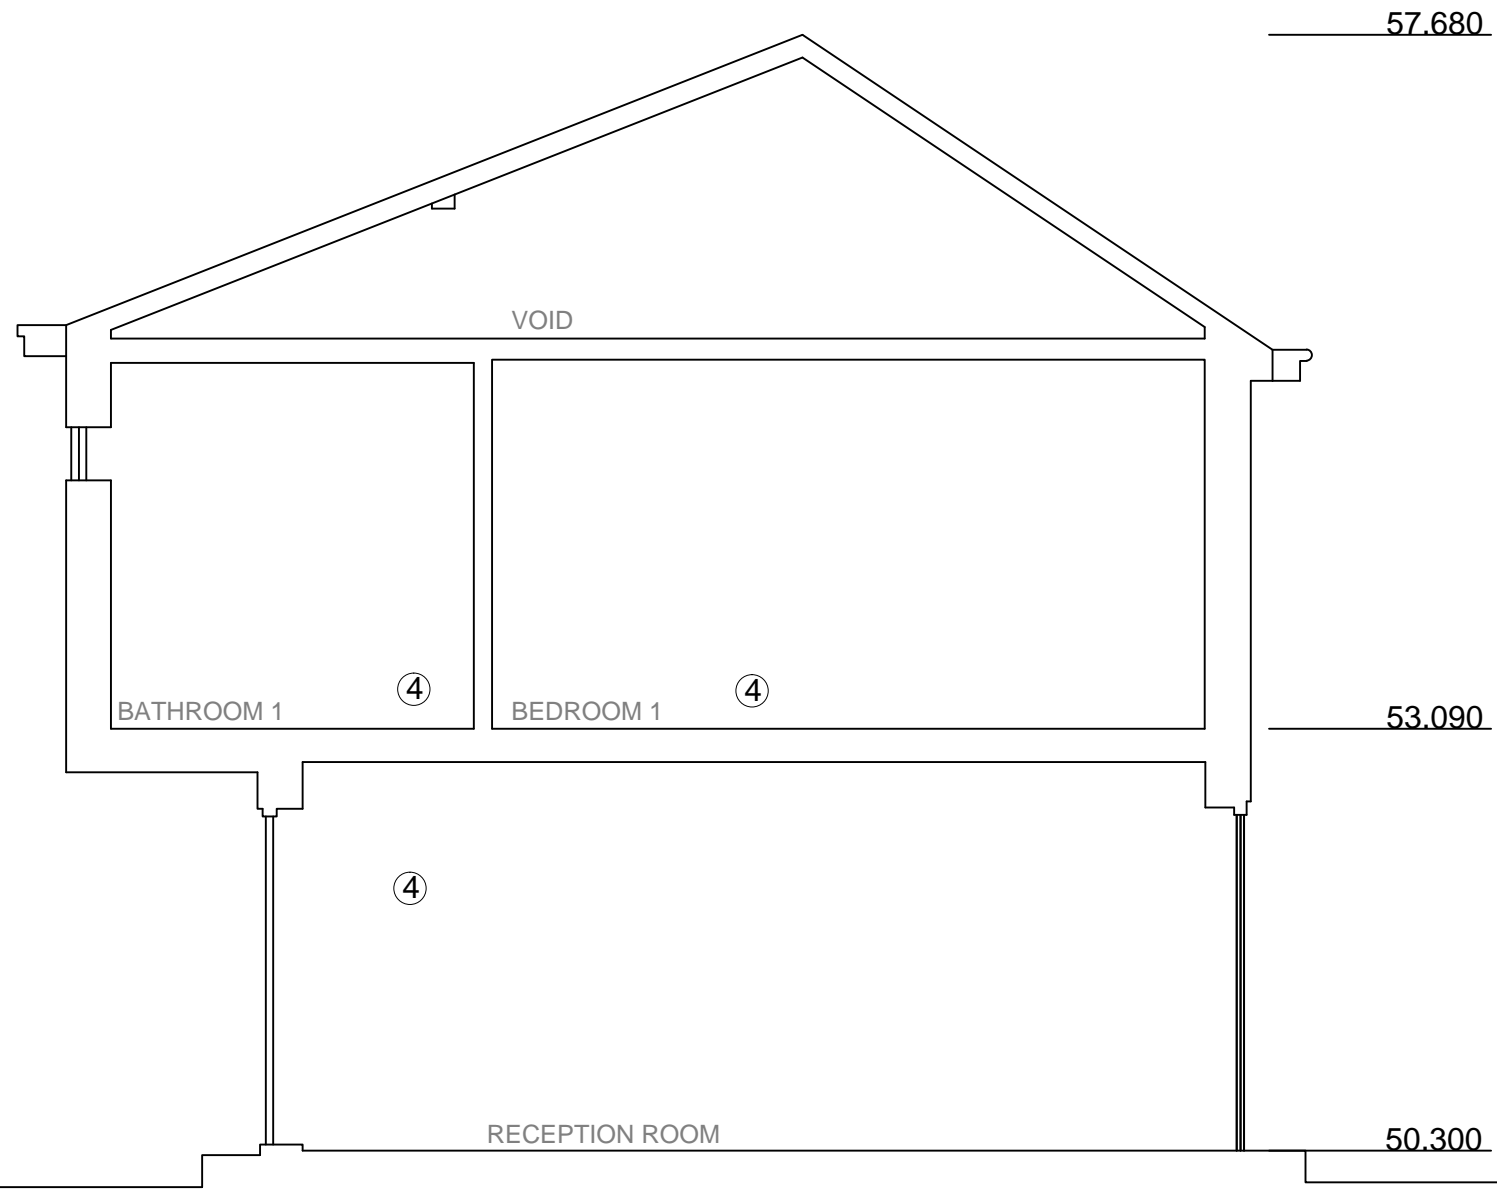 57.680
VOID
④ ④
BATHROOM 1 BEDROOM 1 53.090
④
RECEPTION ROOM 50.300